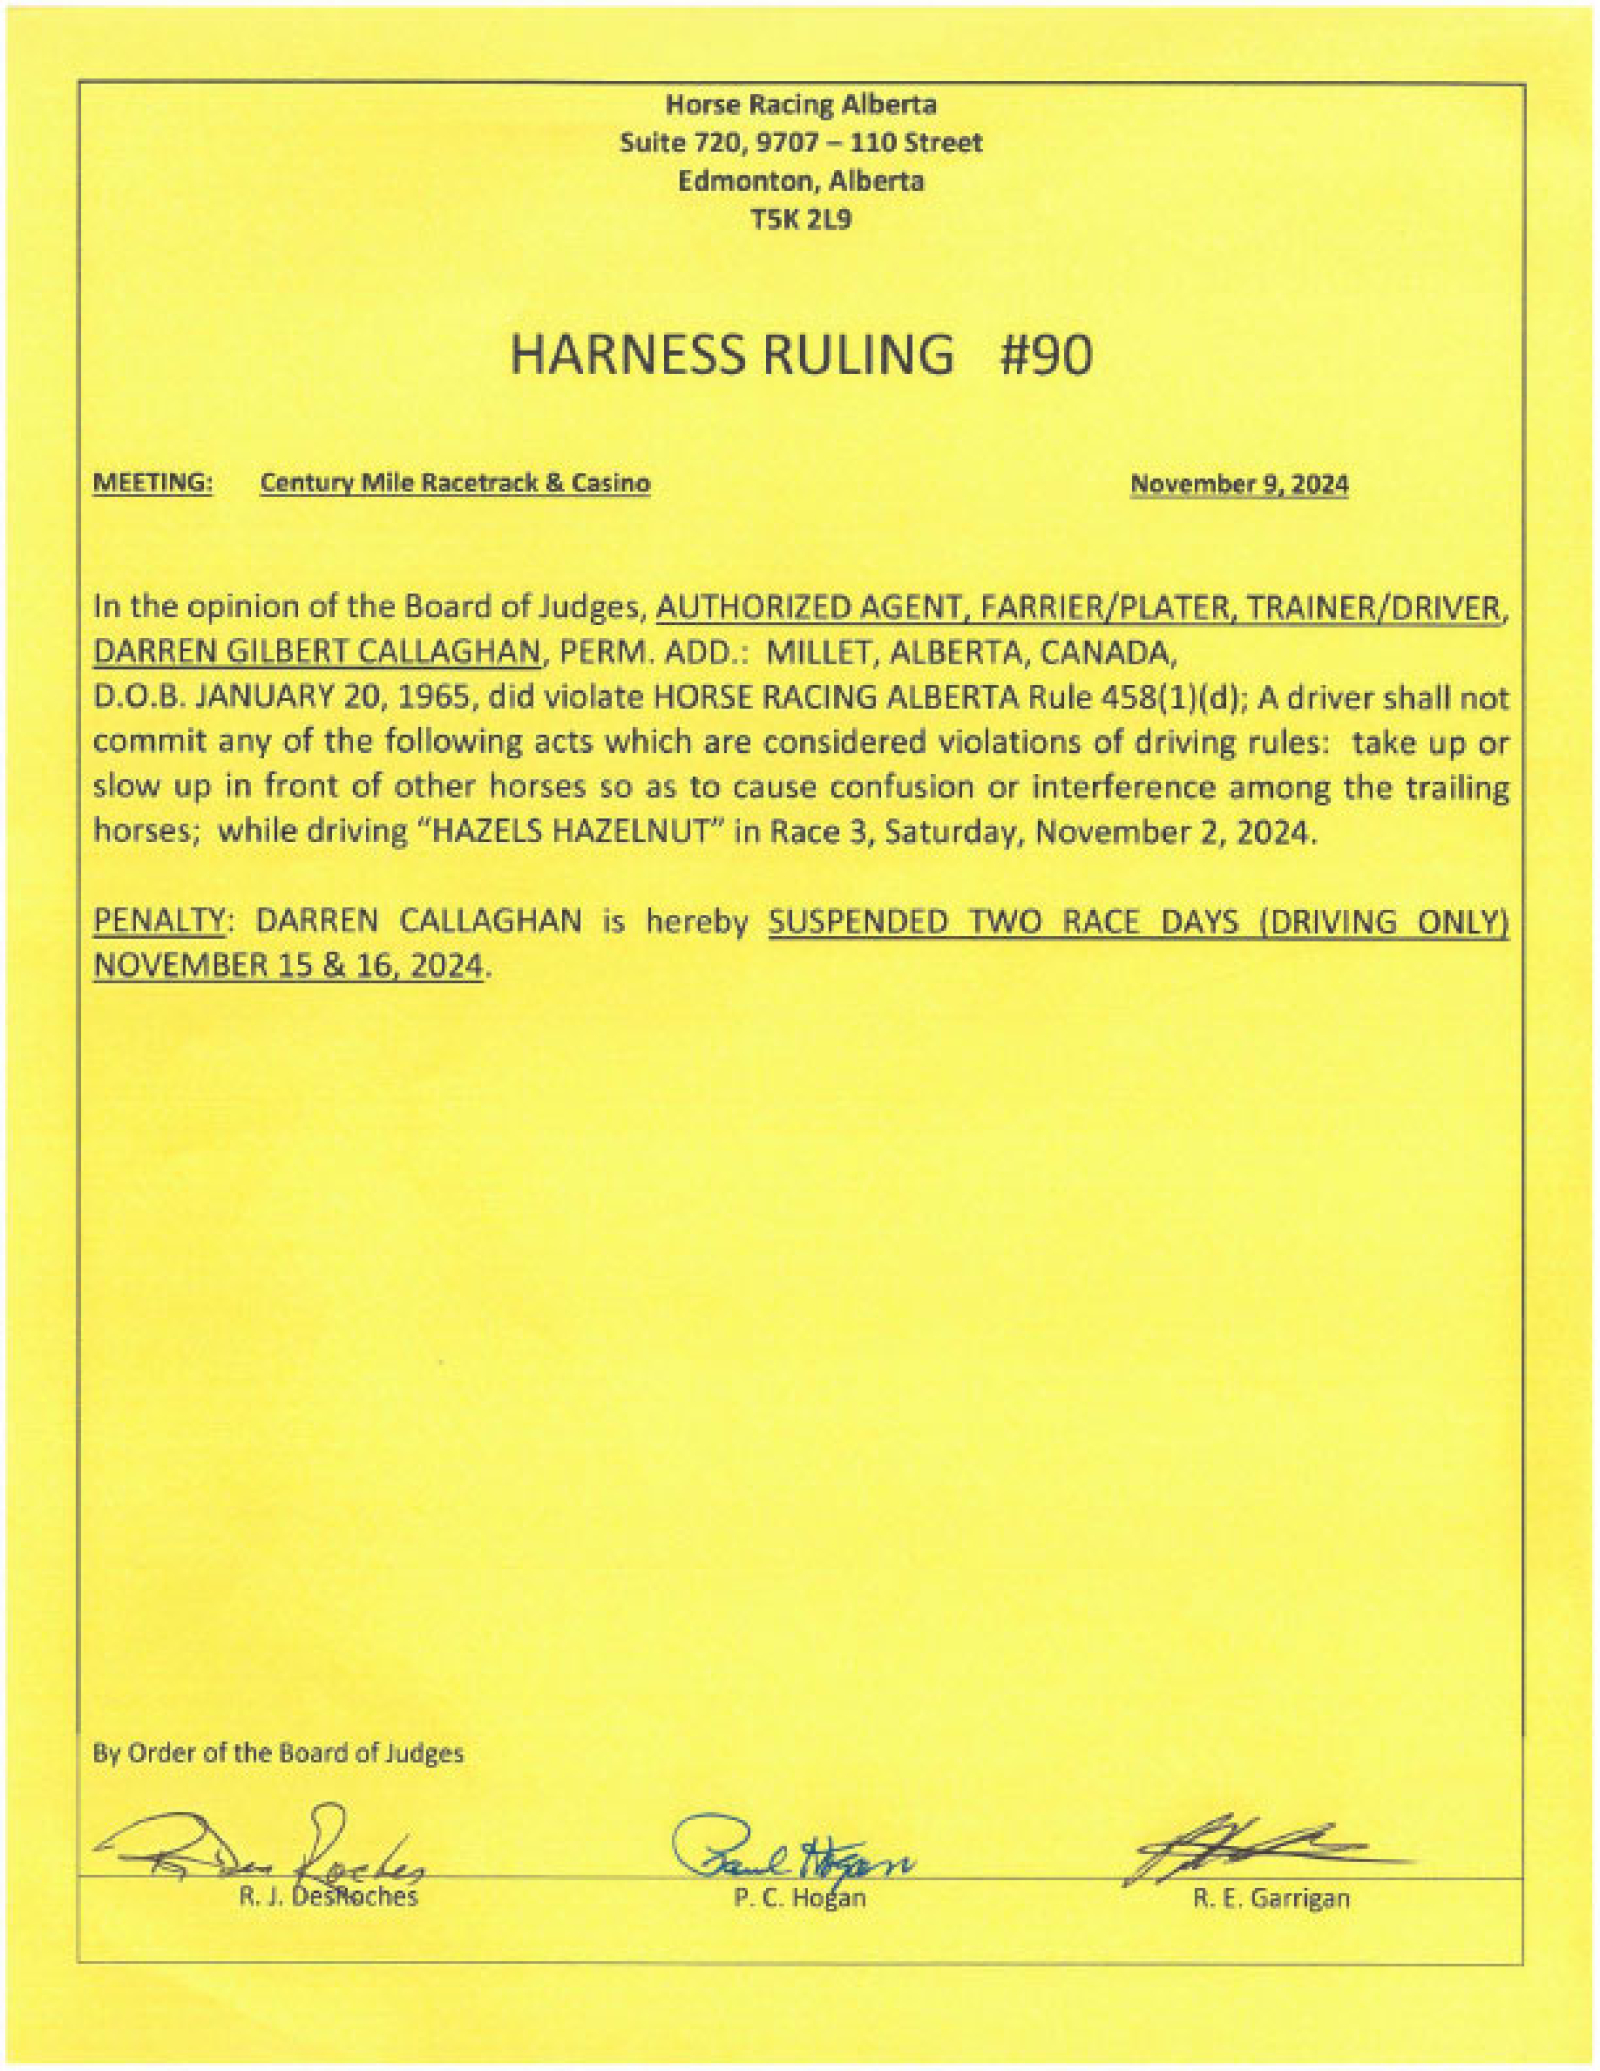 Horse Racing Alberta
Suite 720, 9707 – 110 Street
Edmonton, Alberta
T5K 2L9
HARNESS RULING #90
MEETING: Century Mile Racetrack & Casino November 9, 2024
In the opinion of the Board of Judges, AUTHORIZED AGENT, FARRIER/PLATER, TRAINER/DRIVER,
DARREN GILBERT CALLAGHAN, PERM. ADD.: MILLET, ALBERTA, CANADA,
D.O.B. JANUARY 20, 1965, did violate HORSE RACING ALBERTA Rule 458(1)(d); A driver shall not
commit any of the following acts which are considered violations of driving rules: take up or
slow up in front of other horses so as to cause confusion or interference among the trailing
horses; while driving “HAZELS HAZELNUT” in Race 3, Saturday, November 2, 2024.
PENALTY: DARREN CALLAGHAN is hereby SUSPENDED TWO RACE DAYS (DRIVING ONLY)
NOVEMBER 15 & 16, 2024.
By Order of the Board of Judges
Paul Hogan
R. J. DesRoches P. C. Hogan R. E. Garrigan